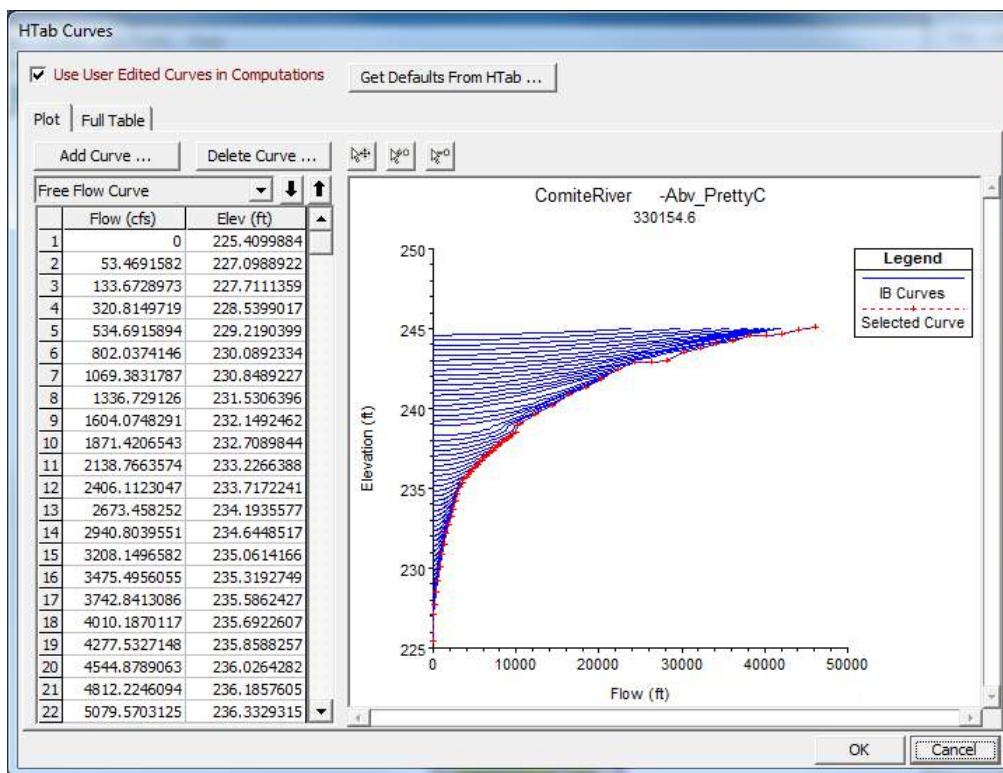 HTab Curves
Use User Edited Curves in Computations
Get Defaults From HTab ...
Plot
Full Table
Add Curve ...
Delete Curve ...
Free Flow Curve
Flow (cfs) Elev (ft)
1 0 225.4099884
2 53.4691582 227.0988922
3 133.6728973 227.7111359
4 320.8149719 228.5399017
5 534.6915894 229.2190399
6 802.0374146 230.0892334
7 1069.3831787 230.8489227
8 1336.729126 231.5306396
9 1604.0748291 232.1492462
10 1871.4206543 232.7089844
11 2138.7663574 233.2266388
12 2406.1123047 233.7172241
13 2673.458252 234.1935577
14 2940.8039551 234.6448517
15 3208.1496582 235.0614166
16 3475.4956055 235.3192749
17 3742.8413086 235.5862427
18 4010.1870117 235.6922607
19 4277.5327148 235.8588257
20 4544.8789063 236.0264282
21 4812.2246094 236.1857605
22 5079.5703125 236.3329315
ComiteRiver -Abv_PrettyC
330154.6
250
245
240
235
230
225
Elevation (ft)
0 10000 20000 30000 40000 50000
Flow (ft)
Legend
IB Curves
Selected Curve
OK
Cancel